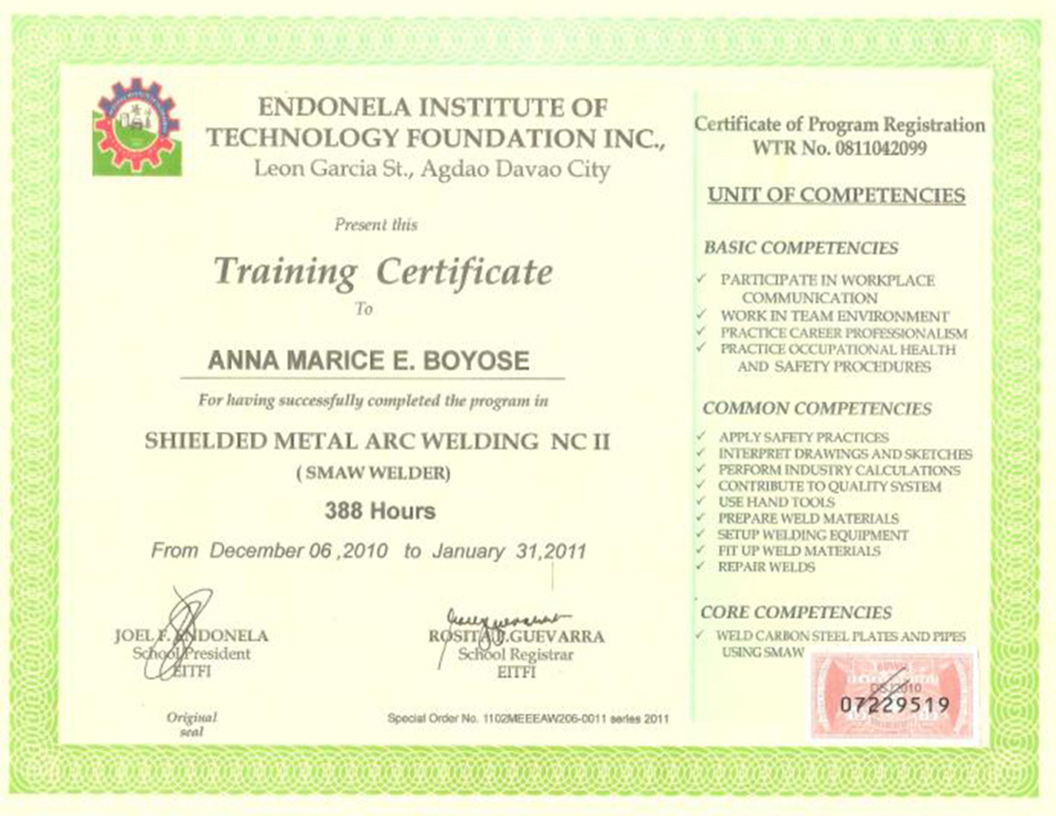 ENDONELA INSTITUTE OF
TECHNOLOGY FOUNDATION INC.,
Leon Garcia St., Agdao Davao City
Present this
Training Certificate
To
ANNA MARICE E. BOYOSE
For having successfully completed the program in
SHIELDED METAL ARC WELDING NC II
( SMAW WELDER)
388 Hours
From December 06 ,2010 to January 31,2011
JOEL F. ENDONELA
School President
EITFI
ROSITA P.GUEVARRA
School Registrar
EITFI
Original
seal
Special Order No. 1102MEEEAW206-0011 series 2011
Certificate of Program Registration
WTR No. 0811042099
UNIT OF COMPETENCIES
BASIC COMPETENCIES
✓ PARTICIPATE IN WORKPLACE
COMMUNICATION
✓ WORK IN TEAM ENVIRONMENT
✓ PRACTICE CAREER PROFESSIONALISM
✓ PRACTICE OCCUPATIONAL HEALTH
AND SAFETY PROCEDURES
COMMON COMPETENCIES
✓ APPLY SAFETY PRACTICES
✓ INTERPRET DRAWINGS AND SKETCHES
✓ PERFORM INDUSTRY CALCULATIONS
✓ CONTRIBUTE TO QUALITY SYSTEM
✓ USE HAND TOOLS
✓ PREPARE WELD MATERIALS
✓ SETUP WELDING EQUIPMENT
✓ FIT UP WELD MATERIALS
✓ REPAIR WELDS
CORE COMPETENCIES
✓ WELD CARBON STEEL PLATES AND PIPES
USING SMAW
07229519